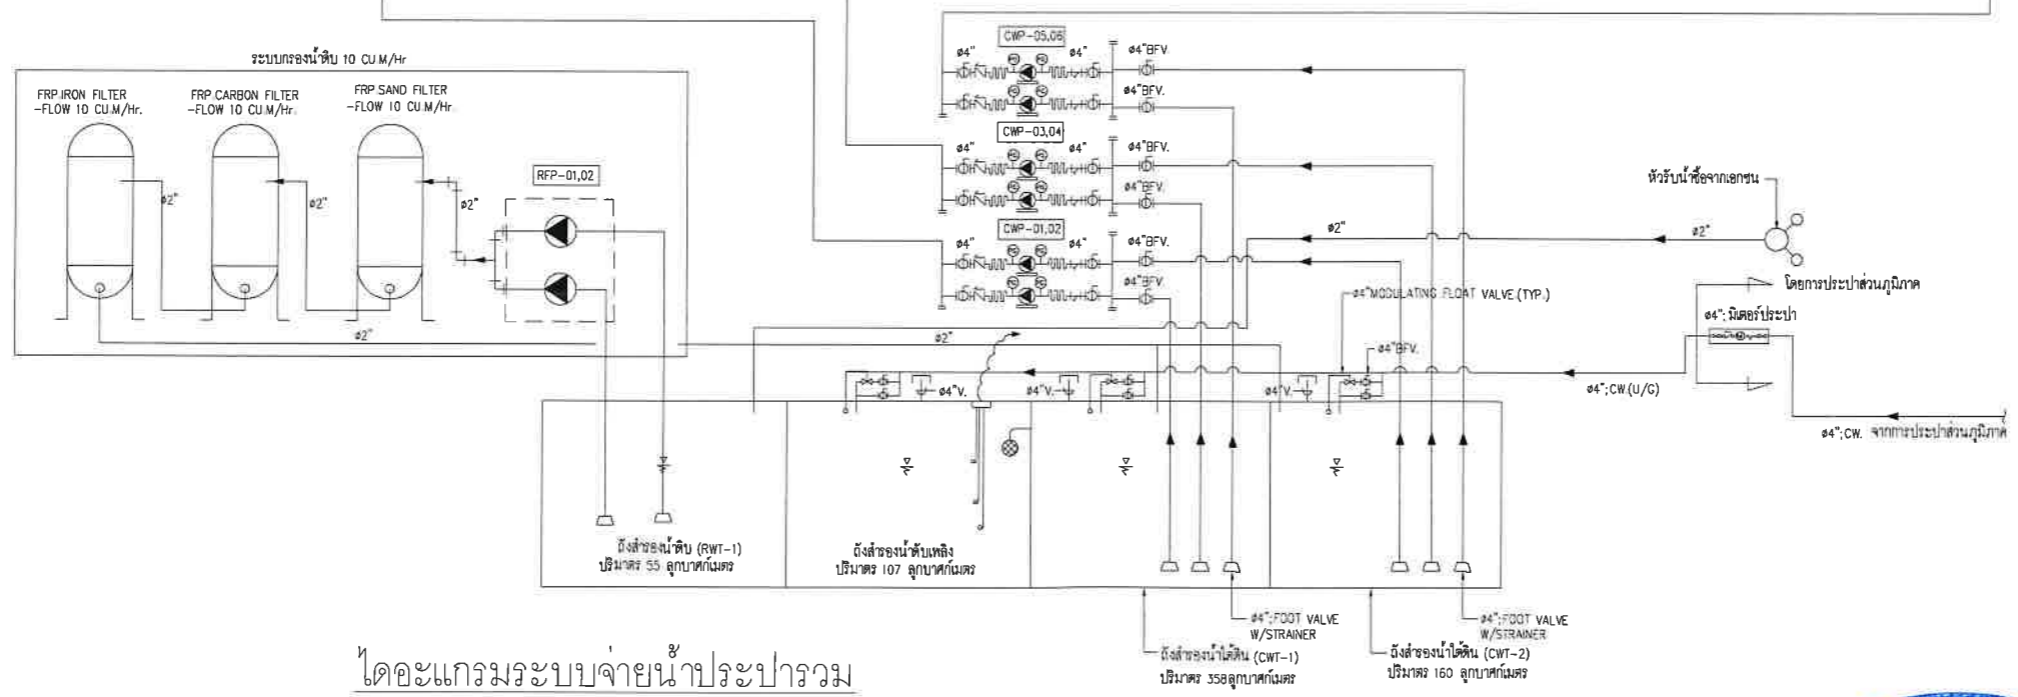 ระบบกรองน้ำดิบ 10 CU.M/Hr
FRP.IRON FILTER
-FLOW 10 CU.M/Hr.
FRP.CARBON FILTER
-FLOW 10 CU.M/Hr.
FRP.SAND FILTER
-FLOW 10 CU.M/Hr.
RFP-01,02
ø2"
ø2"
ø2"
ø2"
CWP-05,06
ø4"
ø4"
ø4"BFV.
ø4"BFV.
CWP-03,04
ø4"
ø4"
ø4"BFV.
ø4"BFV.
CWP-01,02
ø4"
ø4"
ø4"BFV.
ø4"BFV.
หัวรับน้ำซื้อจากเอกชน
ø2"
ø2"
ø4"MODULATING FLOAT VALVE.(TYP.)
โดยการประปาส่วนภูมิภาค
ø4"; มิเตอร์ประปา
ø2"
ø4"BFV.
ø4"V.
ø4"V.
ø4"V.
ø4";CW.(U/G)
ø4";CW. จากการประปาส่วนภูมิภาค
ถังสำรองน้ำดิบ (RWT-1)
ปริมาตร 55 ลูกบาศก์เมตร
ถังสำรองน้ำดับเพลิง
ปริมาตร 107 ลูกบาศก์เมตร
ø4";FOOT VALVE
W/STRAINER
ø4";FOOT VALVE
W/STRAINER
ถังสำรองน้ำใต้ดิน (CWT-1)
ปริมาตร 358ลูกบาศก์เมตร
ถังสำรองน้ำใต้ดิน (CWT-2)
ปริมาตร 160 ลูกบาศก์เมตร
ไดอะแกรมระบบจ่ายน้ำประปารวม